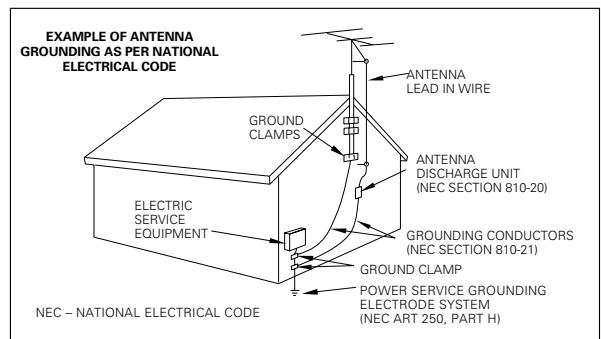 EXAMPLE OF ANTENNA
GROUNDING AS PER NATIONAL
ELECTRICAL CODE
ANTENNA
LEAD IN WIRE
GROUND
CLAMPS
ANTENNA
DISCHARGE UNIT
(NEC SECTION 810-20)
ELECTRIC
SERVICE
EQUIPMENT
GROUNDING CONDUCTORS
(NEC SECTION 810-21)
GROUND CLAMP
POWER SERVICE GROUNDING
ELECTRODE SYSTEM
(NEC ART 250, PART H)
NEC – NATIONAL ELECTRICAL CODE